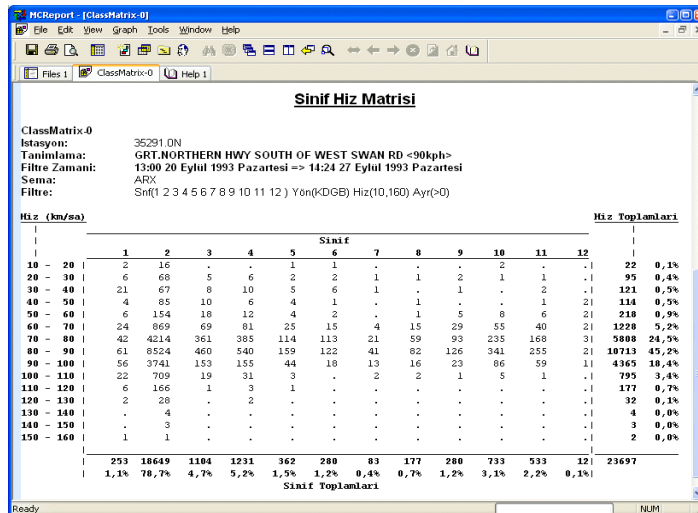 MCReport - [ClassMatrix-0]
File Edit View Graph Tools Window Help
Files 1 ClassMatrix-0 Help 1
Sinif Hiz Matrisi
ClassMatrix-0
Istasyon: 35291.0N
Tanimlama: GRT.NORTHERN HWY SOUTH OF WEST SWAN RD <90kph>
Filtre Zamani: 13:00 20 Eylül 1993 Pazartesi => 14:24 27 Eylül 1993 Pazartesi
Sema: ARX
Filtre: Snf(1 2 3 4 5 6 7 8 9 10 11 12 ) Yön(KDGB) Hiz(10,160) Ayr(>0)
Hiz (km/sa) Hiz Toplamlari
| |
| Sinif |
| 1 2 3 4 5 6 7 8 9 10 11 12 |
10 - 20 | 2 16 . . 1 1 . . . 2 . .| 22 0,1%
20 - 30 | 6 68 5 6 2 2 1 1 2 1 1 .| 95 0,4%
30 - 40 | 21 67 8 10 5 6 1 . 1 . 2 .| 121 0,5%
40 - 50 | 4 85 10 6 4 1 . 1 . . 1 2| 114 0,5%
50 - 60 | 6 154 18 12 4 2 . 1 5 8 6 2| 218 0,9%
60 - 70 | 24 869 69 81 25 15 4 15 29 55 40 2| 1228 5,2%
70 - 80 | 42 4214 361 385 114 113 21 59 93 235 168 3| 5808 24,5%
80 - 90 | 61 8524 460 540 159 122 41 82 126 341 255 2| 10713 45,2%
90 - 100 | 56 3741 153 155 44 18 13 16 23 86 59 1| 4365 18,4%
100 - 110 | 22 709 19 31 3 . 2 2 1 5 1 .| 795 3,4%
110 - 120 | 6 166 1 3 1 . . . . . . .| 177 0,7%
120 - 130 | 2 28 . 2 . . . . . . . .| 32 0,1%
130 - 140 | . 4 . . . . . . . . . .| 4 0,0%
140 - 150 | . 3 . . . . . . . . . .| 3 0,0%
150 - 160 | 1 1 . . . . . . . . . .| 2 0,0%
| |
| 253 18649 1104 1231 362 280 83 177 280 733 533 12| 23697
| 1,1% 78,7% 4,7% 5,2% 1,5% 1,2% 0,4% 0,7% 1,2% 3,1% 2,2% 0,1%|
Sinif Toplamlari
Ready NUM